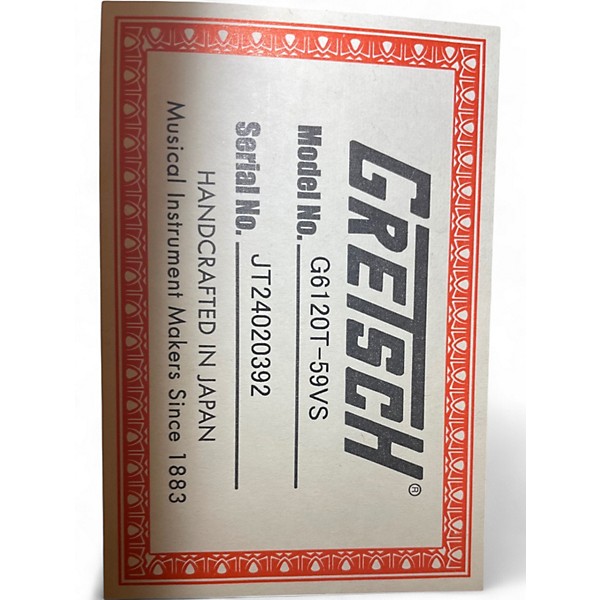 GRETSCH®
Model No. G6120T-59VS
Serial No. JT24020392
HANDCRAFTED IN JAPAN
Musical Instrument Makers Since 1883